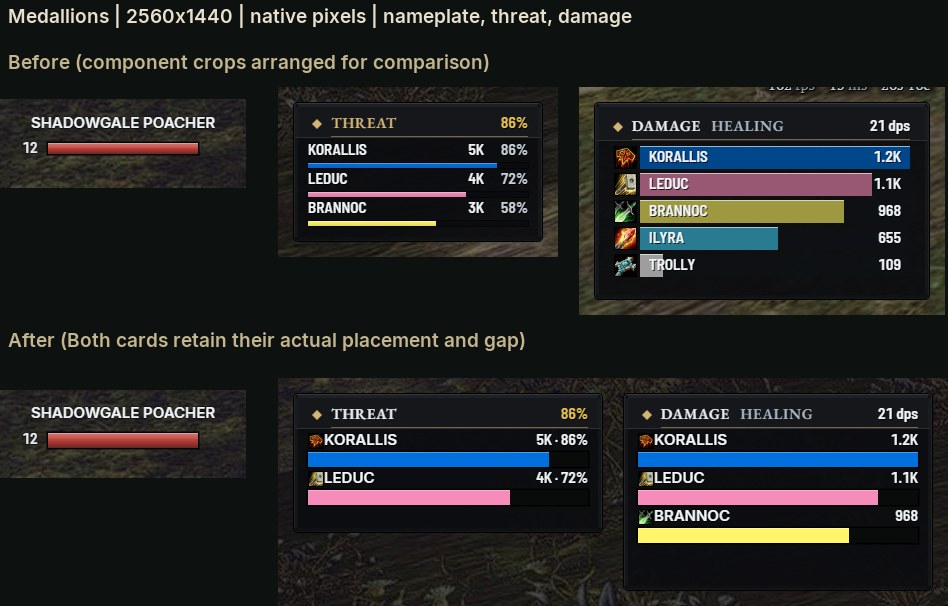 Medallions | 2560x1440 | native pixels | nameplate, threat, damage
Before (component crops arranged for comparison)
SHADOWGALE POACHER
12
THREAT 86%
KORALLIS 5K 86%
LEDUC 4K 72%
BRANNOC 3K 58%
DAMAGE HEALING 21 dps
KORALLIS 1.2K
LEDUC 1.1K
BRANNOC 968
ILYRA 655
TROLLY 109
After (Both cards retain their actual placement and gap)
SHADOWGALE POACHER
12
THREAT 86%
KORALLIS 5K · 86%
LEDUC 4K · 72%
DAMAGE HEALING 21 dps
KORALLIS 1.2K
LEDUC 1.1K
BRANNOC 968